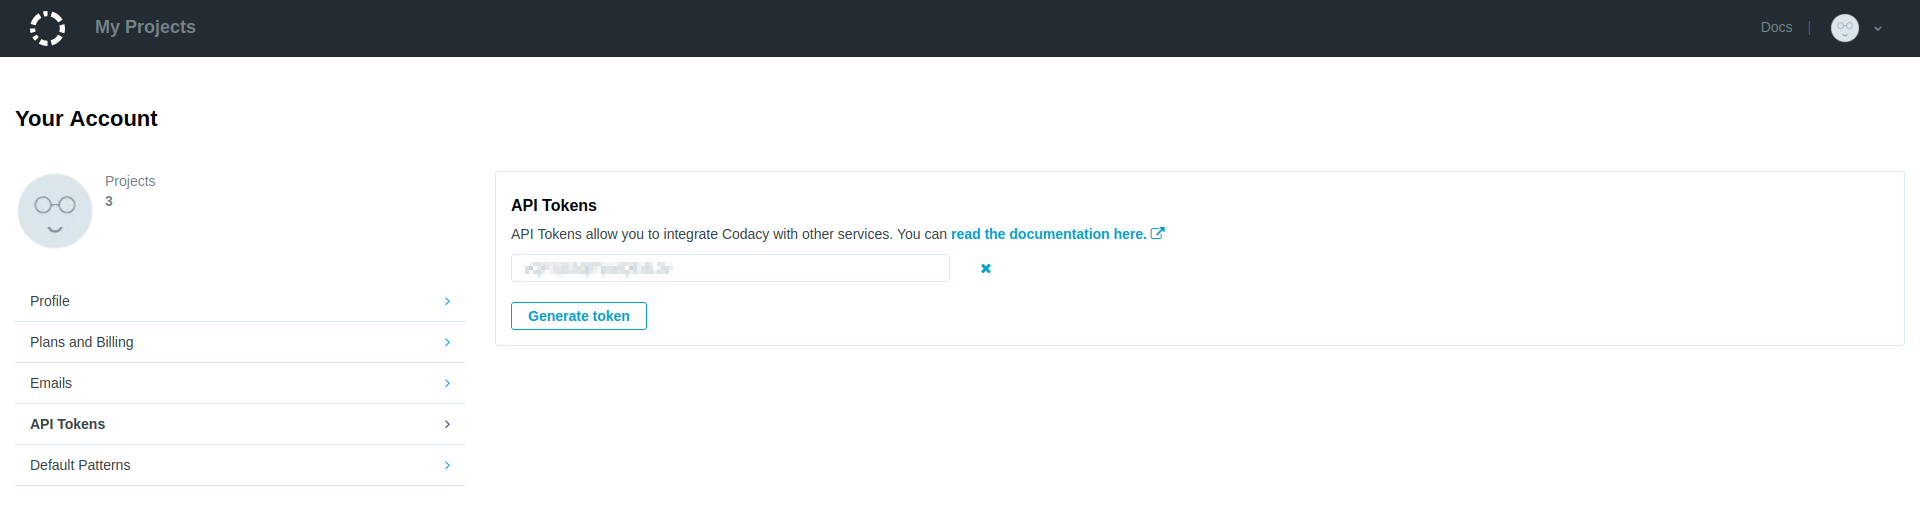 My Projects
Docs
Your Account
Projects
3
Profile
Plans and Billing
Emails
API Tokens
Default Patterns
API Tokens
API Tokens allow you to integrate Codacy with other services. You can read the documentation here.
Generate token